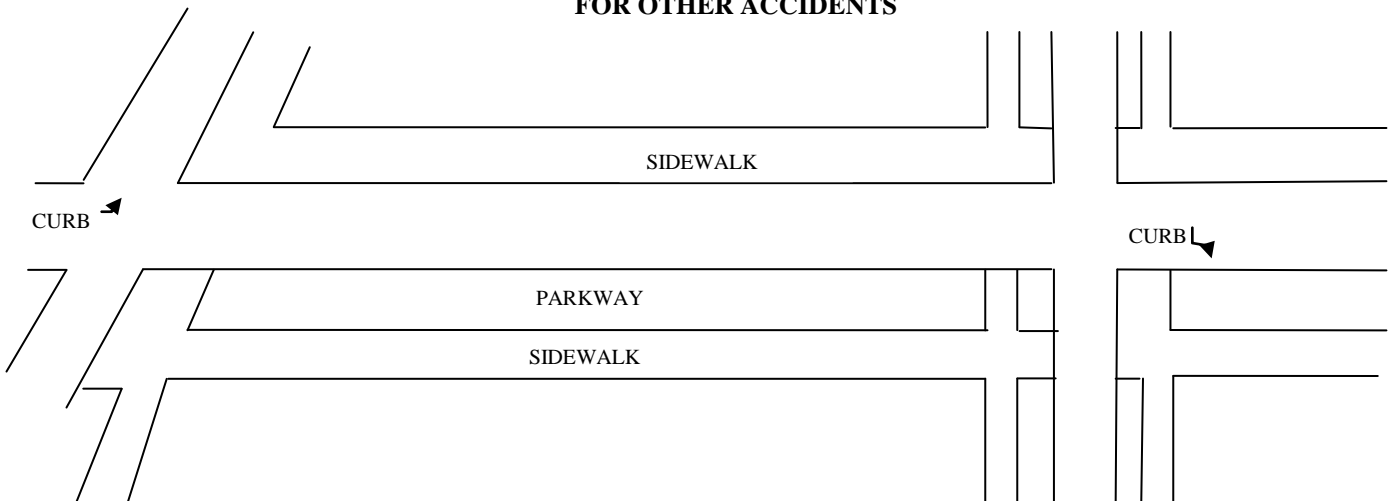 FOR OTHER ACCIDENTS
SIDEWALK
CURB
CURB
PARKWAY
SIDEWALK